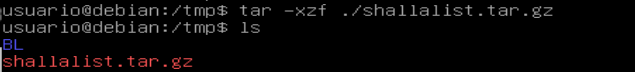 usuario@debian:/tmp$ tar -xzf ./shallalist.tar.gz
usuario@debian:/tmp$ ls
BL
shallalist.tar.gz